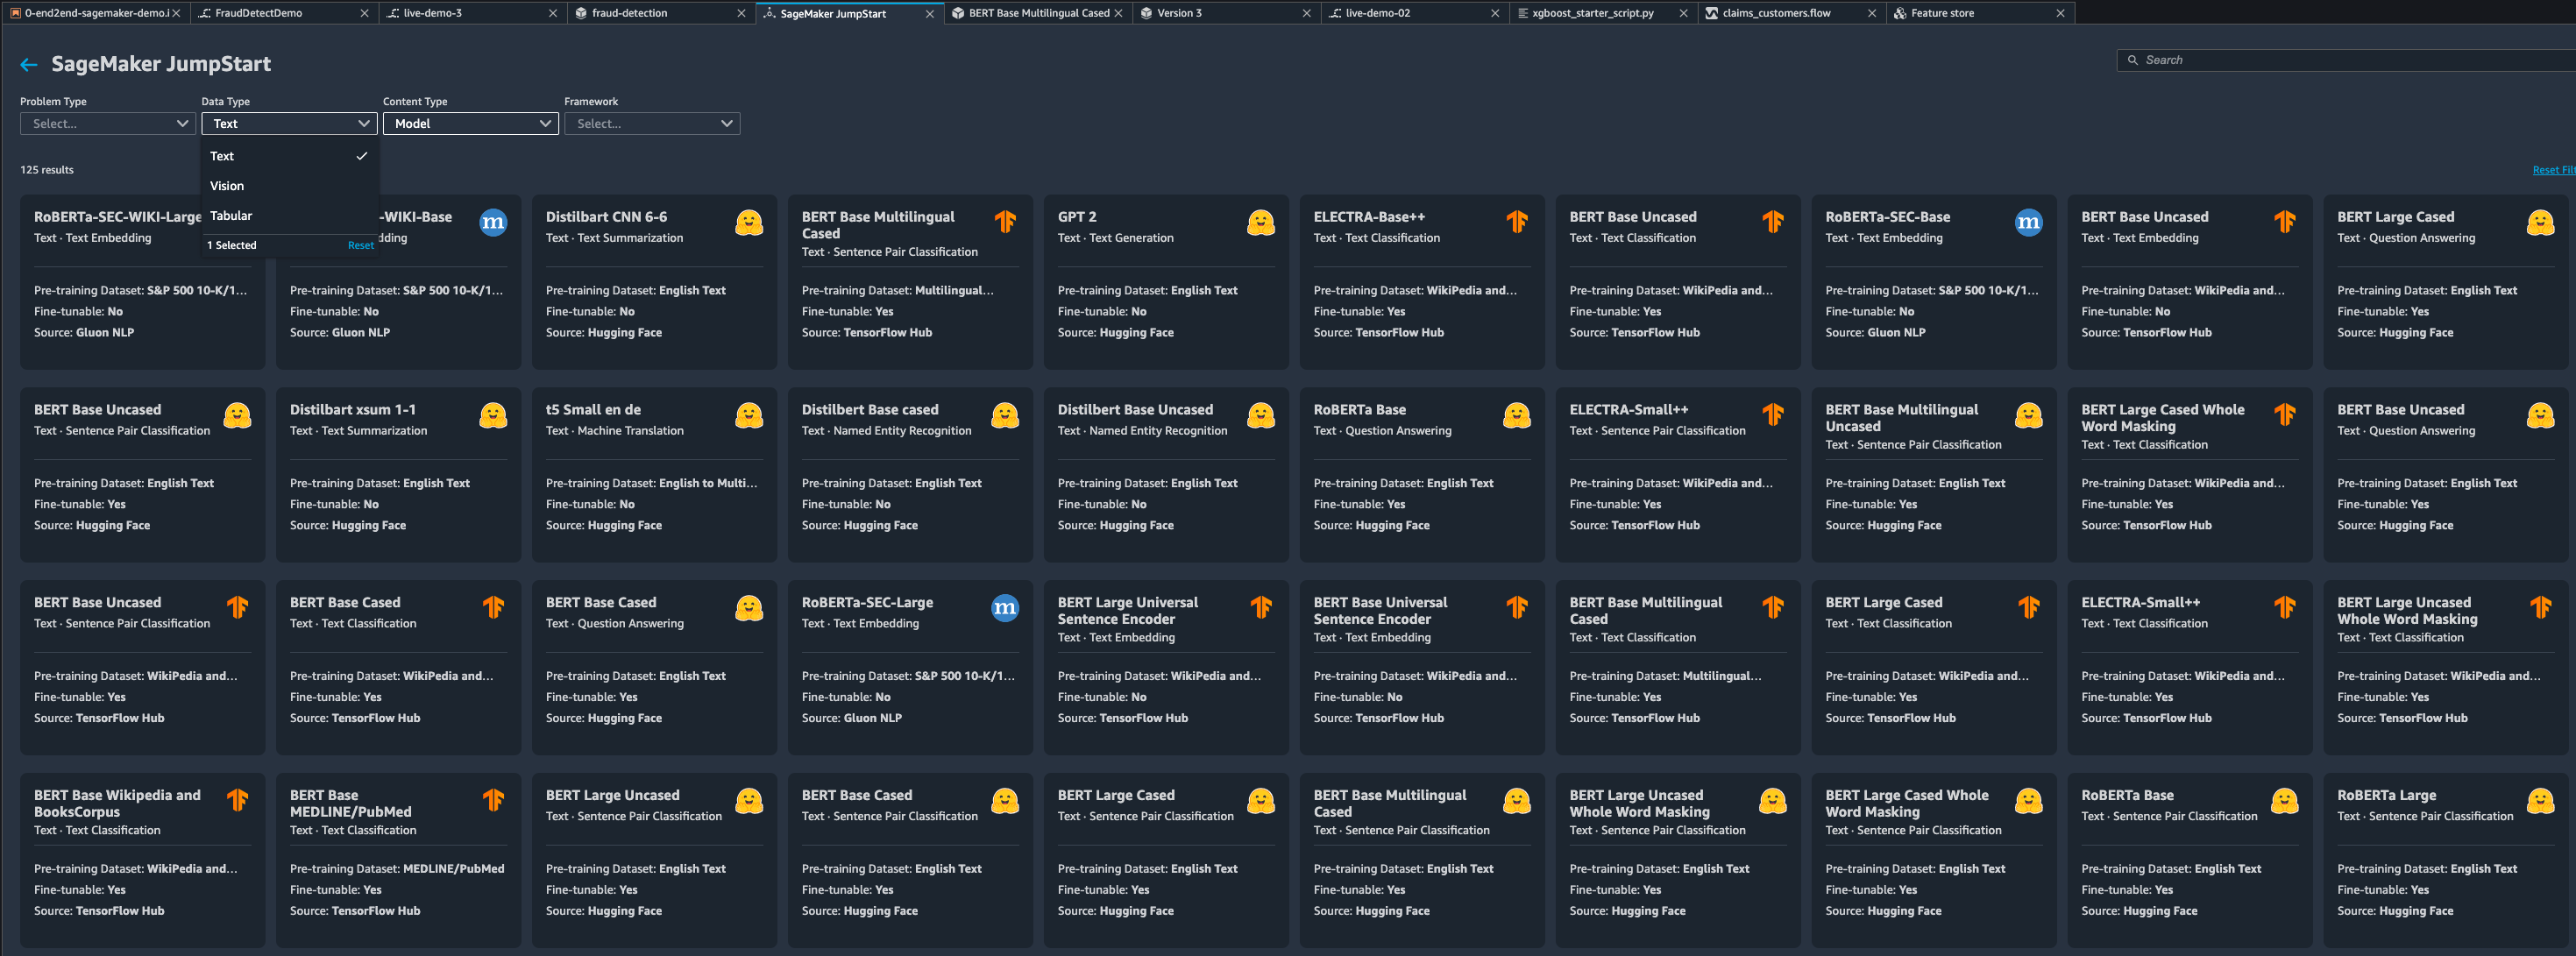 0-end2end-sagemaker-demo.i
FraudDetectDemo
live-demo-3
fraud-detection
SageMaker JumpStart
BERT Base Multilingual Cased
Version 3
live-demo-02
xgboost_starter_script.py
claims_customers.flow
Feature store
SageMaker JumpStart
Search
Problem Type
Data Type
Content Type
Framework
Select...
Text
Model
Select...
Text
Vision
Tabular
1 Selected
Reset
125 results
Reset Filt
RoBERTa-SEC-WIKI-Large
Text · Text Embedding
Pre-training Dataset: S&P 500 10-K/1...
Fine-tunable: No
Source: Gluon NLP
-WIKI-Base
dding
Pre-training Dataset: S&P 500 10-K/1...
Fine-tunable: No
Source: Gluon NLP
m
Distilbart CNN 6-6
Text · Text Summarization
Pre-training Dataset: English Text
Fine-tunable: No
Source: Hugging Face
BERT Base Multilingual
Cased
Text · Sentence Pair Classification
Pre-training Dataset: Multilingual...
Fine-tunable: Yes
Source: TensorFlow Hub
GPT 2
Text · Text Generation
Pre-training Dataset: English Text
Fine-tunable: No
Source: Hugging Face
ELECTRA-Base++
Text · Text Classification
Pre-training Dataset: WikiPedia and...
Fine-tunable: Yes
Source: TensorFlow Hub
BERT Base Uncased
Text · Text Classification
Pre-training Dataset: WikiPedia and...
Fine-tunable: Yes
Source: TensorFlow Hub
RoBERTa-SEC-Base
Text · Text Embedding
Pre-training Dataset: S&P 500 10-K/1...
Fine-tunable: No
Source: Gluon NLP
m
BERT Base Uncased
Text · Text Embedding
Pre-training Dataset: WikiPedia and...
Fine-tunable: No
Source: TensorFlow Hub
BERT Large Cased
Text · Question Answering
Pre-training Dataset: English Text
Fine-tunable: Yes
Source: Hugging Face
BERT Base Uncased
Text · Sentence Pair Classification
Pre-training Dataset: English Text
Fine-tunable: Yes
Source: Hugging Face
Distilbart xsum 1-1
Text · Text Summarization
Pre-training Dataset: English Text
Fine-tunable: No
Source: Hugging Face
t5 Small en de
Text · Machine Translation
Pre-training Dataset: English to Multi...
Fine-tunable: No
Source: Hugging Face
Distilbert Base cased
Text · Named Entity Recognition
Pre-training Dataset: English Text
Fine-tunable: No
Source: Hugging Face
Distilbert Base Uncased
Text · Named Entity Recognition
Pre-training Dataset: English Text
Fine-tunable: No
Source: Hugging Face
RoBERTa Base
Text · Question Answering
Pre-training Dataset: English Text
Fine-tunable: Yes
Source: Hugging Face
ELECTRA-Small++
Text · Sentence Pair Classification
Pre-training Dataset: WikiPedia and...
Fine-tunable: Yes
Source: TensorFlow Hub
BERT Base Multilingual
Uncased
Text · Sentence Pair Classification
Pre-training Dataset: English Text
Fine-tunable: Yes
Source: Hugging Face
BERT Large Cased Whole
Word Masking
Text · Text Classification
Pre-training Dataset: WikiPedia and...
Fine-tunable: Yes
Source: TensorFlow Hub
BERT Base Uncased
Text · Question Answering
Pre-training Dataset: English Text
Fine-tunable: Yes
Source: Hugging Face
BERT Base Uncased
Text · Sentence Pair Classification
Pre-training Dataset: WikiPedia and...
Fine-tunable: Yes
Source: TensorFlow Hub
BERT Base Cased
Text · Text Classification
Pre-training Dataset: WikiPedia and...
Fine-tunable: Yes
Source: TensorFlow Hub
BERT Base Cased
Text · Question Answering
Pre-training Dataset: English Text
Fine-tunable: Yes
Source: Hugging Face
RoBERTa-SEC-Large
Text · Text Embedding
Pre-training Dataset: S&P 500 10-K/1...
Fine-tunable: No
Source: Gluon NLP
m
BERT Large Universal
Sentence Encoder
Text · Text Embedding
Pre-training Dataset: WikiPedia and...
Fine-tunable: No
Source: TensorFlow Hub
BERT Base Universal
Sentence Encoder
Text · Text Embedding
Pre-training Dataset: WikiPedia and...
Fine-tunable: No
Source: TensorFlow Hub
BERT Base Multilingual
Cased
Text · Text Classification
Pre-training Dataset: Multilingual...
Fine-tunable: Yes
Source: TensorFlow Hub
BERT Large Cased
Text · Text Classification
Pre-training Dataset: WikiPedia and...
Fine-tunable: Yes
Source: TensorFlow Hub
ELECTRA-Small++
Text · Text Classification
Pre-training Dataset: WikiPedia and...
Fine-tunable: Yes
Source: TensorFlow Hub
BERT Large Uncased
Whole Word Masking
Text · Text Classification
Pre-training Dataset: WikiPedia and...
Fine-tunable: Yes
Source: TensorFlow Hub
BERT Base Wikipedia and
BooksCorpus
Text · Text Classification
Pre-training Dataset: WikiPedia and...
Fine-tunable: Yes
Source: TensorFlow Hub
BERT Base
MEDLINE/PubMed
Text · Text Classification
Pre-training Dataset: MEDLINE/PubMed
Fine-tunable: Yes
Source: TensorFlow Hub
BERT Large Uncased
Text · Sentence Pair Classification
Pre-training Dataset: English Text
Fine-tunable: Yes
Source: Hugging Face
BERT Base Cased
Text · Sentence Pair Classification
Pre-training Dataset: English Text
Fine-tunable: Yes
Source: Hugging Face
BERT Large Cased
Text · Sentence Pair Classification
Pre-training Dataset: English Text
Fine-tunable: Yes
Source: Hugging Face
BERT Base Multilingual
Cased
Text · Sentence Pair Classification
Pre-training Dataset: English Text
Fine-tunable: Yes
Source: Hugging Face
BERT Large Uncased
Whole Word Masking
Text · Sentence Pair Classification
Pre-training Dataset: English Text
Fine-tunable: Yes
Source: Hugging Face
BERT Large Cased Whole
Word Masking
Text · Sentence Pair Classification
Pre-training Dataset: English Text
Fine-tunable: Yes
Source: Hugging Face
RoBERTa Base
Text · Sentence Pair Classification
Pre-training Dataset: English Text
Fine-tunable: Yes
Source: Hugging Face
RoBERTa Large
Text · Sentence Pair Classification
Pre-training Dataset: English Text
Fine-tunable: Yes
Source: Hugging Face